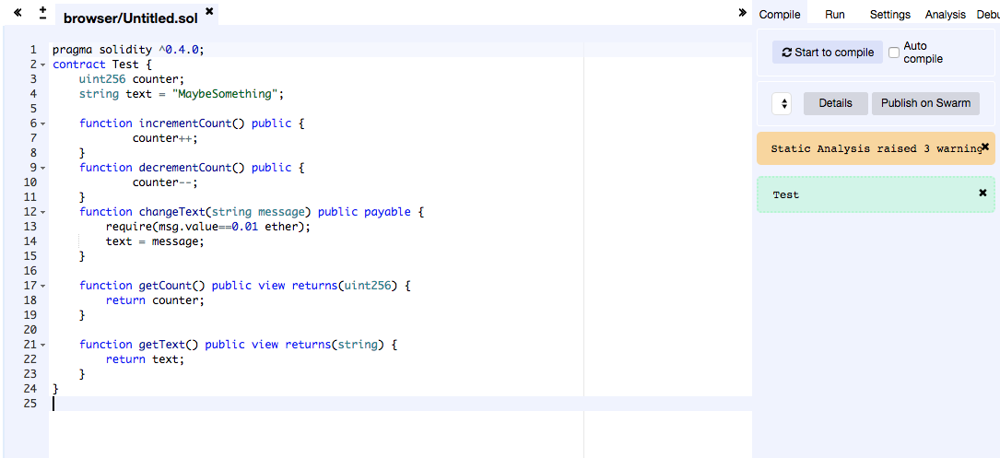 browser/Untitled.sol
Compile Run Settings Analysis Debu
1 pragma solidity ^0.4.0;
2 contract Test {
3     uint256 counter;
4     string text = "MaybeSomething";
5
6     function incrementCount() public {
7             counter++;
8     }
9     function decrementCount() public {
10             counter--;
11     }
12     function changeText(string message) public payable {
13         require(msg.value==0.01 ether);
14         text = message;
15     }
16
17     function getCount() public view returns(uint256) {
18         return counter;
19     }
20
21     function getText() public view returns(string) {
22         return text;
23     }
24 }
25
Start to compile
Auto
compile
Details
Publish on Swarm
Static Analysis raised 3 warning
Test